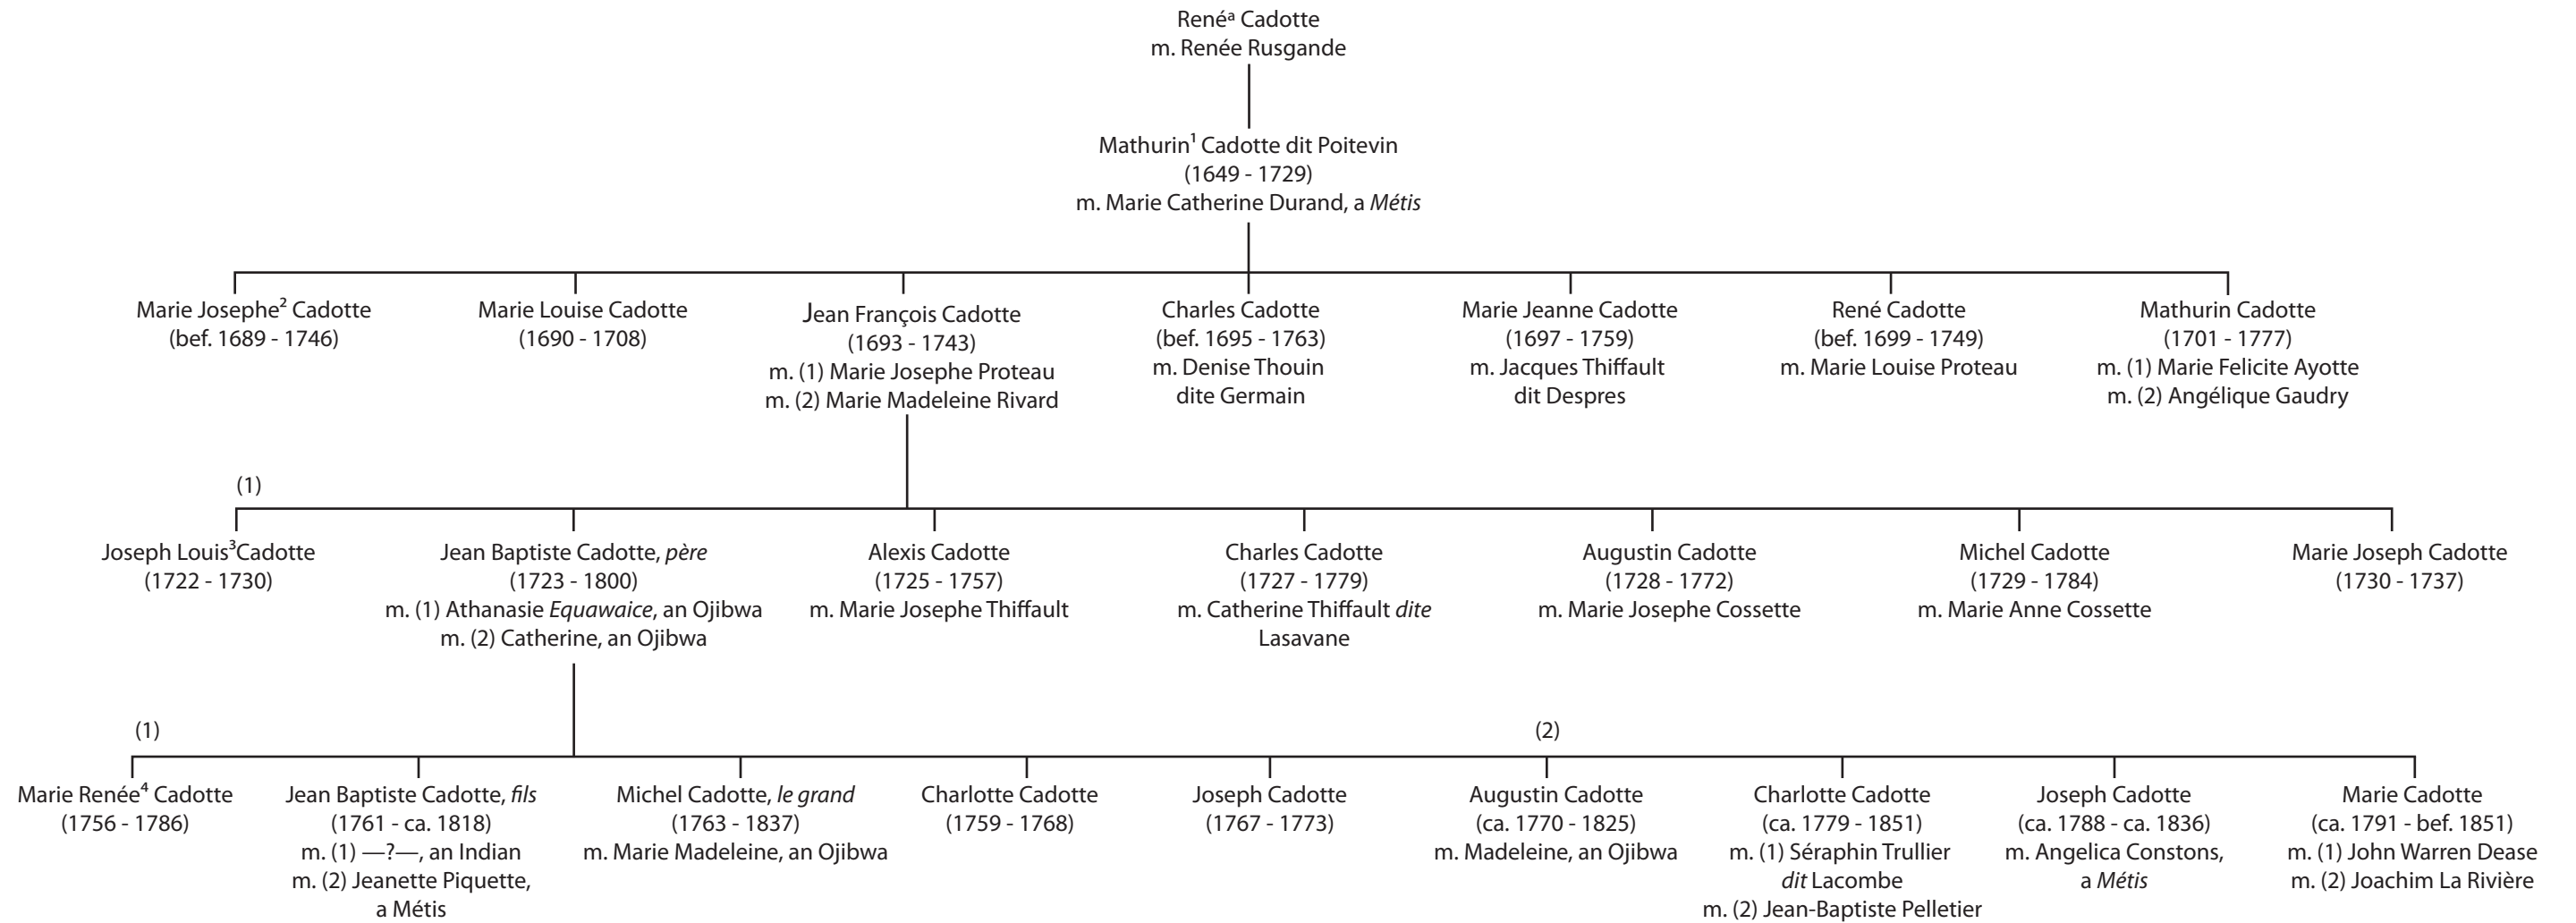 Renéᵃ Cadotte
m. Renée Rusgande
Mathurin¹ Cadotte dit Poitevin
(1649 - 1729)
m. Marie Catherine Durand, a Métis
Marie Josephe² Cadotte
(bef. 1689 - 1746)
Marie Louise Cadotte
(1690 - 1708)
Jean François Cadotte
(1693 - 1743)
m. (1) Marie Josephe Proteau
m. (2) Marie Madeleine Rivard
Charles Cadotte
(bef. 1695 - 1763)
m. Denise Thouin
dite Germain
Marie Jeanne Cadotte
(1697 - 1759)
m. Jacques Thiffault
dit Despres
René Cadotte
(bef. 1699 - 1749)
m. Marie Louise Proteau
Mathurin Cadotte
(1701 - 1777)
m. (1) Marie Felicite Ayotte
m. (2) Angélique Gaudry
(1)
Joseph Louis³Cadotte
(1722 - 1730)
Jean Baptiste Cadotte, père
(1723 - 1800)
m. (1) Athanasie Equawaice, an Ojibwa
m. (2) Catherine, an Ojibwa
Alexis Cadotte
(1725 - 1757)
m. Marie Josephe Thiffault
Charles Cadotte
(1727 - 1779)
m. Catherine Thiffault dite
Lasavane
Augustin Cadotte
(1728 - 1772)
m. Marie Josephe Cossette
Michel Cadotte
(1729 - 1784)
m. Marie Anne Cossette
Marie Joseph Cadotte
(1730 - 1737)
(1)
(2)
Marie Renée⁴ Cadotte
(1756 - 1786)
Jean Baptiste Cadotte, fils
(1761 - ca. 1818)
m. (1) —?—, an Indian
m. (2) Jeanette Piquette,
a Métis
Michel Cadotte, le grand
(1763 - 1837)
m. Marie Madeleine, an Ojibwa
Charlotte Cadotte
(1759 - 1768)
Joseph Cadotte
(1767 - 1773)
Augustin Cadotte
(ca. 1770 - 1825)
m. Madeleine, an Ojibwa
Charlotte Cadotte
(ca. 1779 - 1851)
m. (1) Séraphin Trullier
dit Lacombe
m. (2) Jean-Baptiste Pelletier
Joseph Cadotte
(ca. 1788 - ca. 1836)
m. Angelica Constons,
a Métis
Marie Cadotte
(ca. 1791 - bef. 1851)
m. (1) John Warren Dease
m. (2) Joachim La Rivière